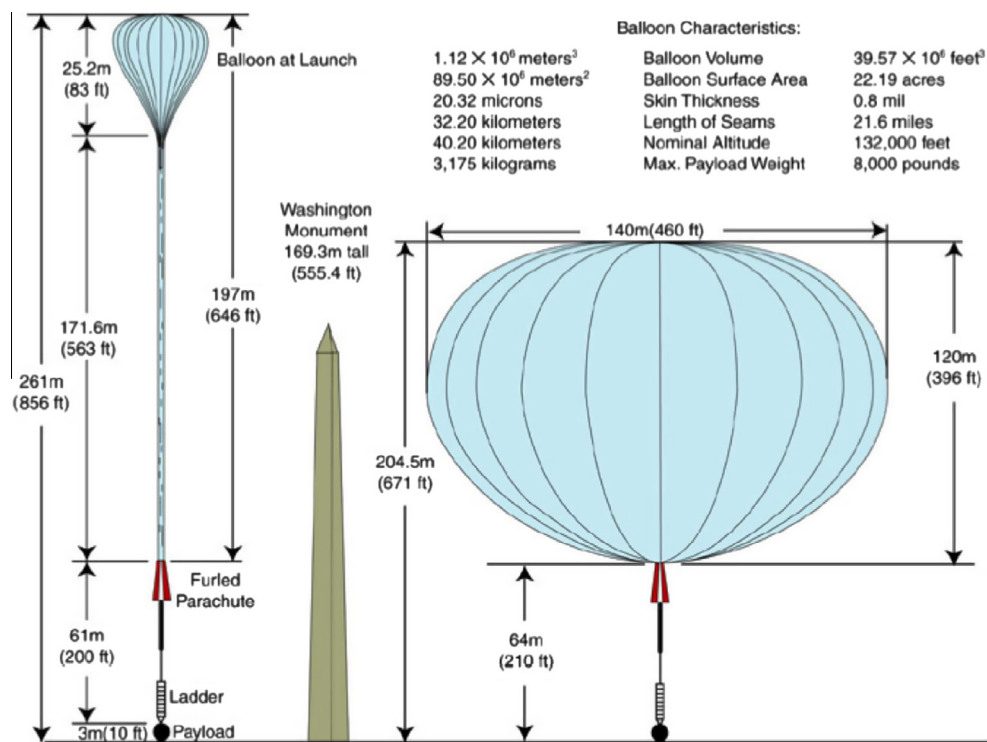 Balloon Characteristics:
1.12 X 10⁶ meters³ Balloon Volume 39.57 X 10⁶ feet³
89.50 X 10⁶ meters² Balloon Surface Area 22.19 acres
20.32 microns Skin Thickness 0.8 mil
32.20 kilometers Length of Seams 21.6 miles
40.20 kilometers Nominal Altitude 132,000 feet
3,175 kilograms Max. Payload Weight 8,000 pounds
Balloon at Launch
25.2m
(83 ft)
171.6m
(563 ft)
197m
(646 ft)
261m
(856 ft)
Furled
Parachute
61m
(200 ft)
Ladder
3m(10 ft)
Payload
Washington
Monument
169.3m tall
(555.4 ft)
140m(460 ft)
120m
(396 ft)
204.5m
(671 ft)
64m
(210 ft)